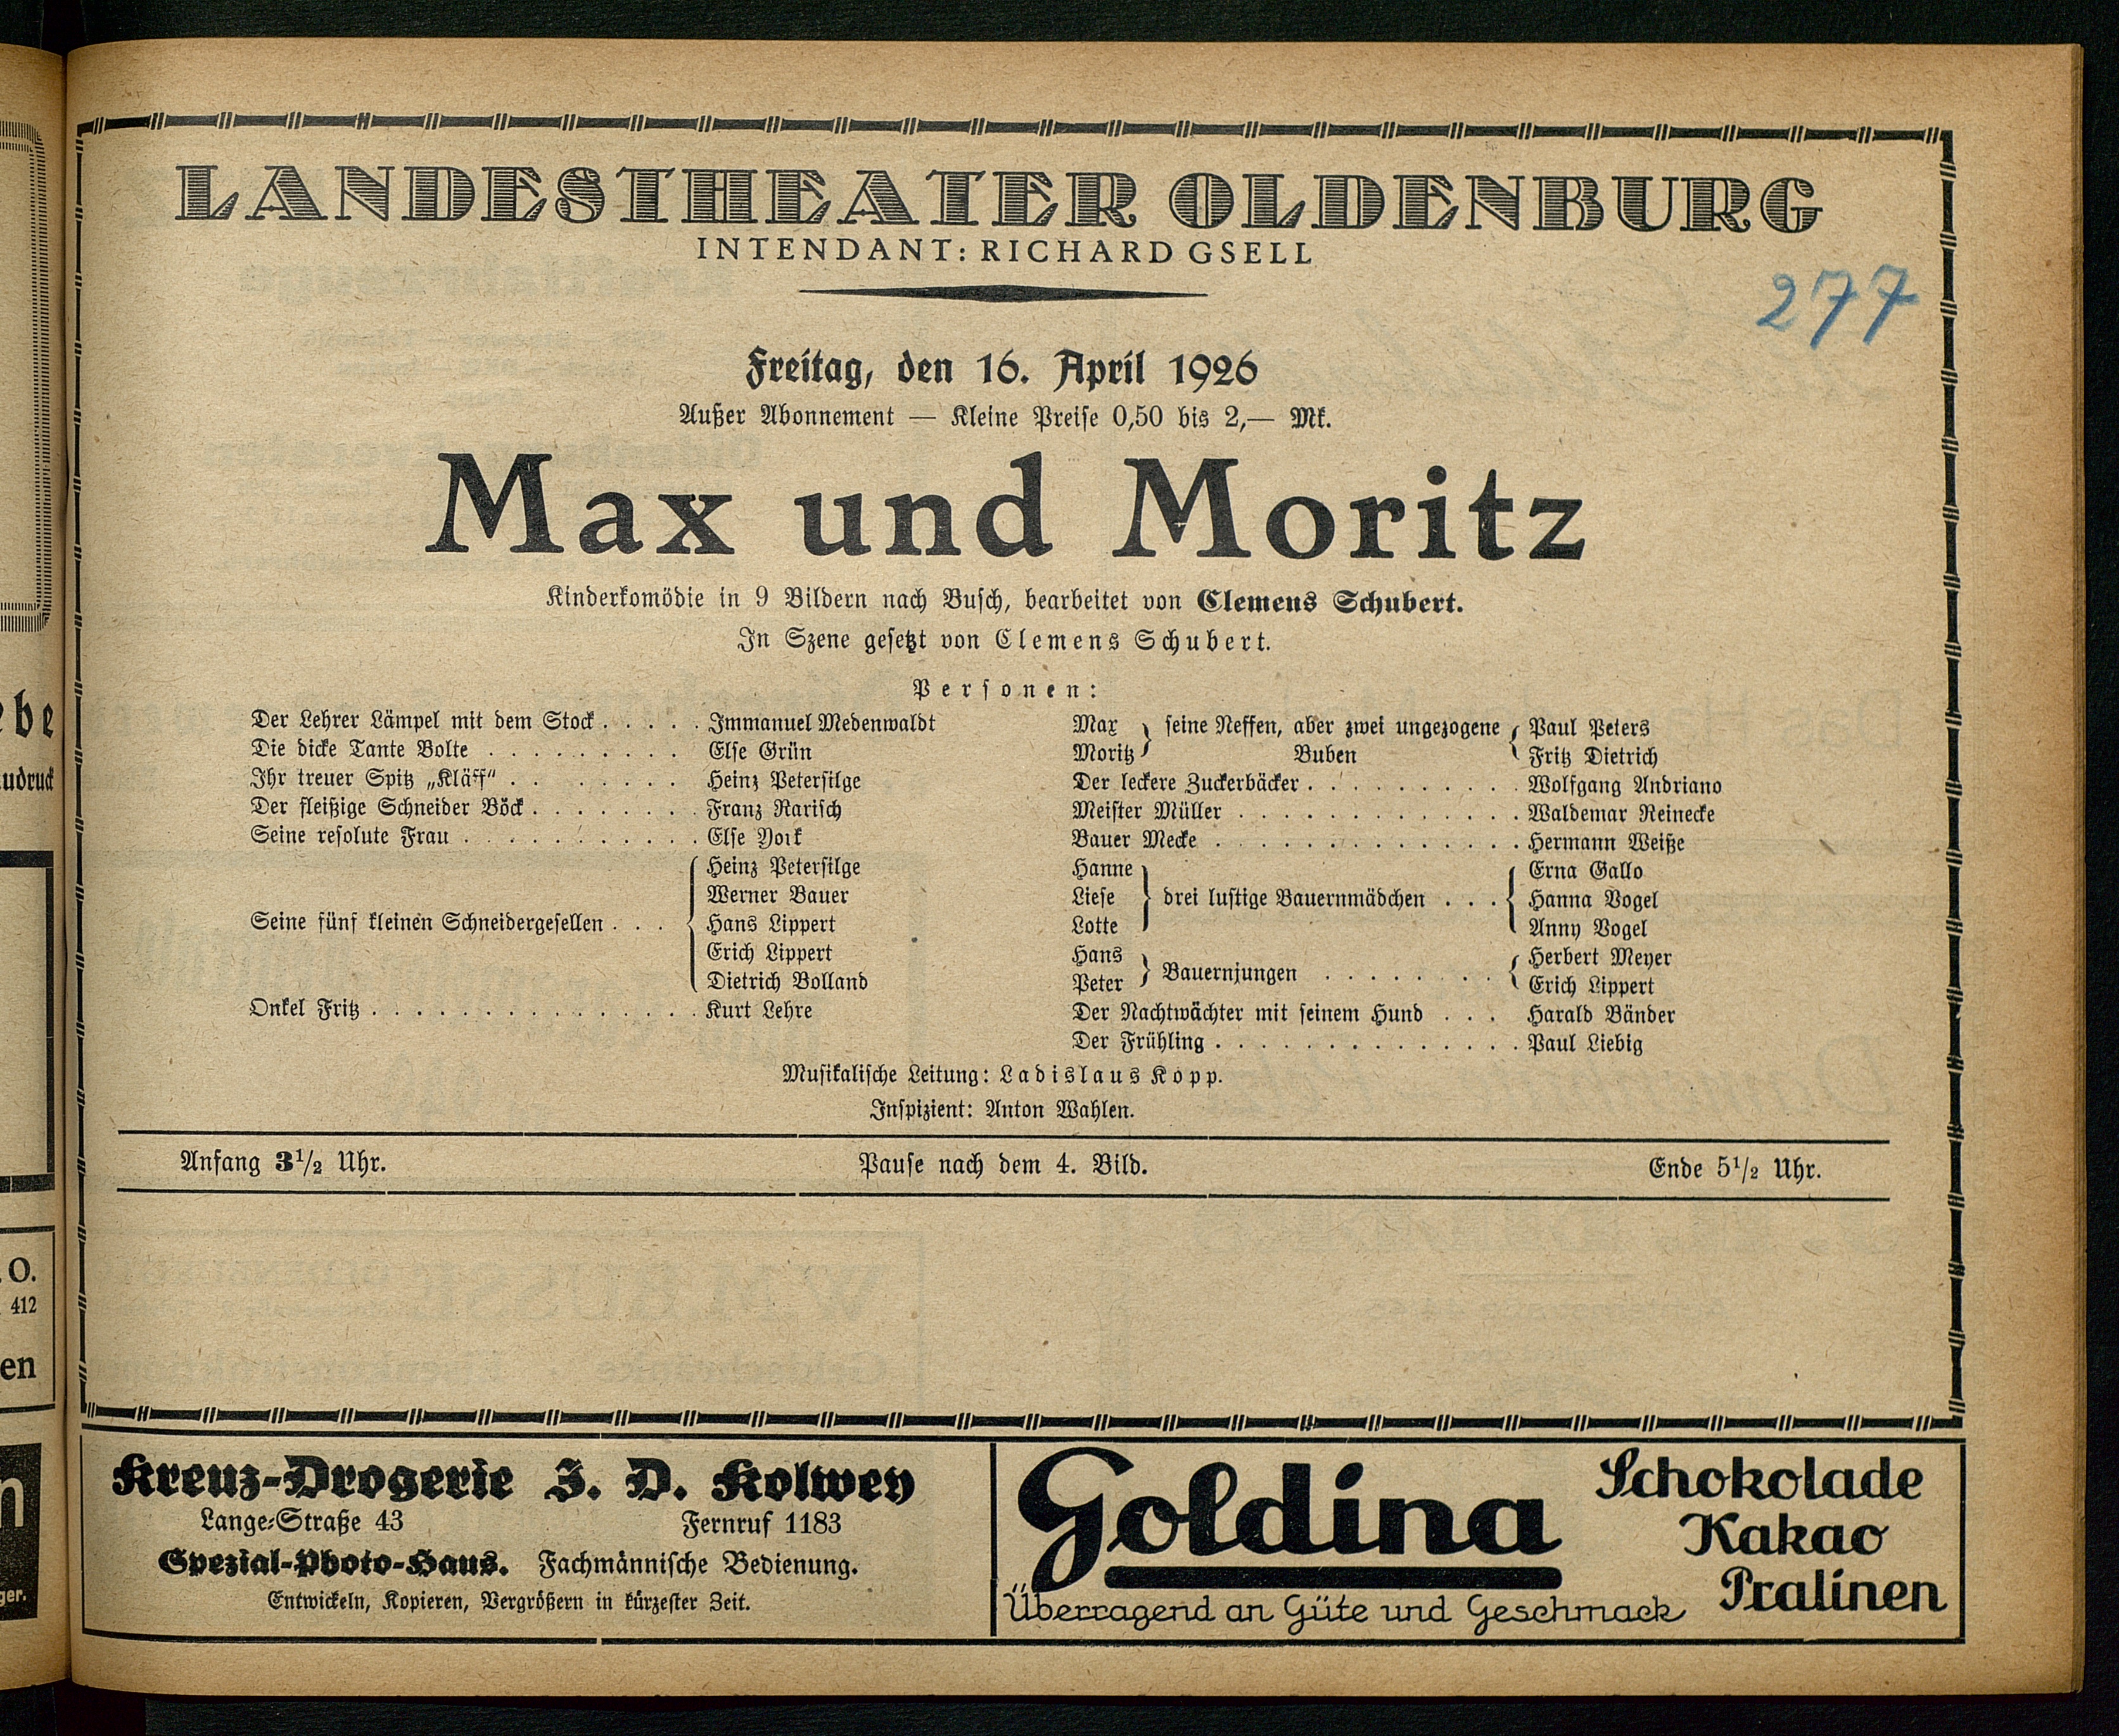 LANDESTHEATER OLDENBURG
INTENDANT: RICHARD GSELL
277
Freitag, den 16. April 1926
Außer Abonnement — Kleine Preise 0,50 bis 2,— Mk.
Max und Moritz
Kinderkomödie in 9 Bildern nach Busch, bearbeitet von Clemens Schubert.
In Szene gesetzt von Clemens Schubert.
Personen:
Der Lehrer Lämpel mit dem Stock . . . . . Immanuel Medenwaldt
Die dicke Tante Bolte . . . . . . . . . Else Grün
Ihr treuer Spitz „Kläff“ . . . . . . . . Heinz Petersilge
Der fleißige Schneider Böck . . . . . . . . Franz Rarisch
Seine resolute Frau . . . . . . . . . . . Else York
Seine fünf kleinen Schneidergesellen . . . { Heinz Petersilge
Werner Bauer
Hans Lippert
Erich Lippert
Dietrich Bolland
Onkel Fritz . . . . . . . . . . . . . . . Kurt Lehre
Max } seine Neffen, aber zwei ungezogene { Paul Peters
Moritz } Buben { Fritz Dietrich
Der leckere Zuckerbäcker . . . . . . . . . . Wolfgang Andriano
Meister Müller . . . . . . . . . . . . . Waldemar Reinecke
Bauer Mecke . . . . . . . . . . . . . . Hermann Weiße
Hanne } { Erna Gallo
Liese } drei lustige Bauernmädchen . . . { Hanna Vogel
Lotte } { Anny Vogel
Hans } Bauernjungen . . . . . . . . { Herbert Meyer
Peter } { Erich Lippert
Der Nachtwächter mit seinem Hund . . . Harald Bänder
Der Frühling . . . . . . . . . . . . . . Paul Liebig
Musikalische Leitung: Ladislaus Kopp.
Inspizient: Anton Wahlen.
Anfang 3½ Uhr. Pause nach dem 4. Bild. Ende 5½ Uhr.
Kreuz-Drogerie J. D. Kolwey
Lange-Straße 43 Fernruf 1183
Spezial-Photo-Haus. Fachmännische Bedienung.
Entwickeln, Kopieren, Vergrößern in kürzester Zeit.
Goldina
Schokolade
Kakao
Pralinen
Überragend an Güte und Geschmack
O.
412
en